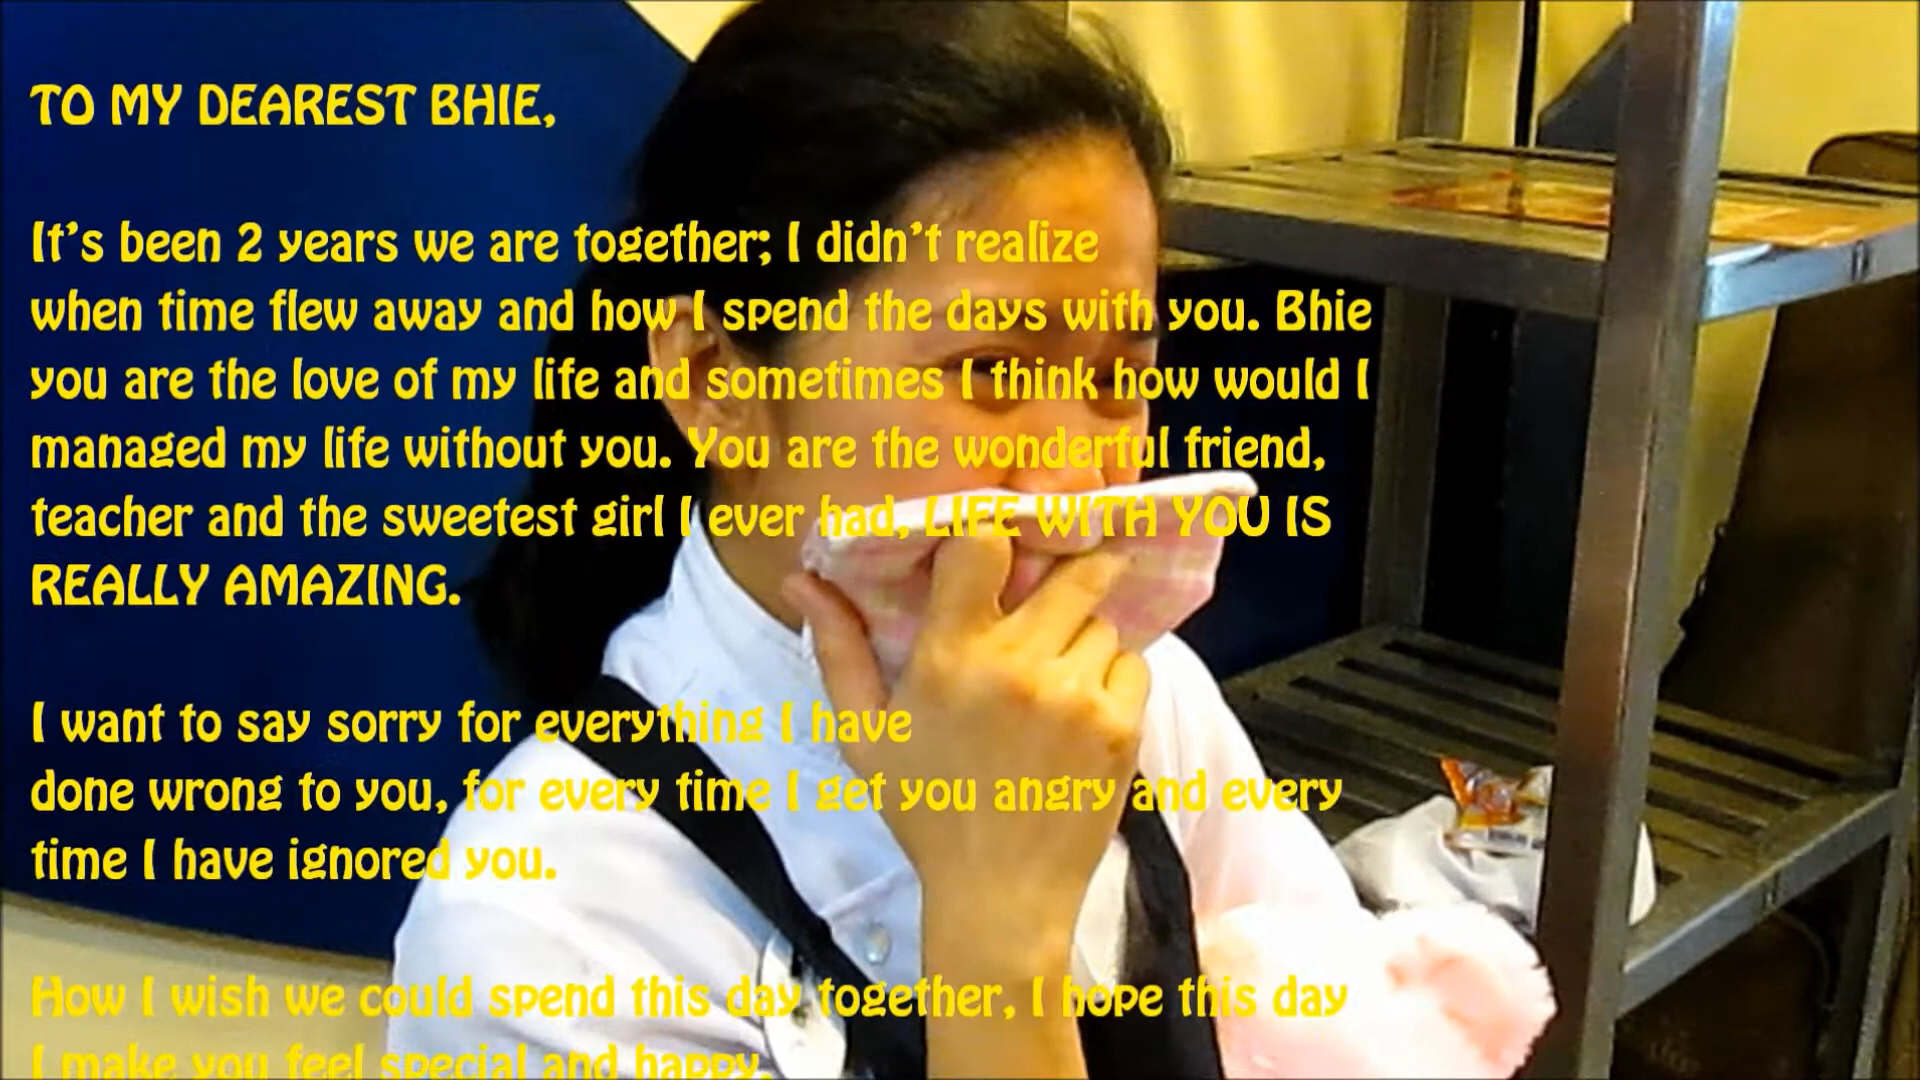 TO MY DEAREST BHIE,
It's been 2 years we are together; I didn't realize
when time flew away and how I spend the days with you. Bhie
you are the love of my life and sometimes I think how would I
managed my life without you. You are the wonderful friend,
teacher and the sweetest girl I ever had, LIFE WITH YOU IS
REALLY AMAZING.
I want to say sorry for everything I have
done wrong to you, for every time I get you angry and every
time I have ignored you.
How I wish we could spend this day together, I hope this day
I make you feel special and happy.